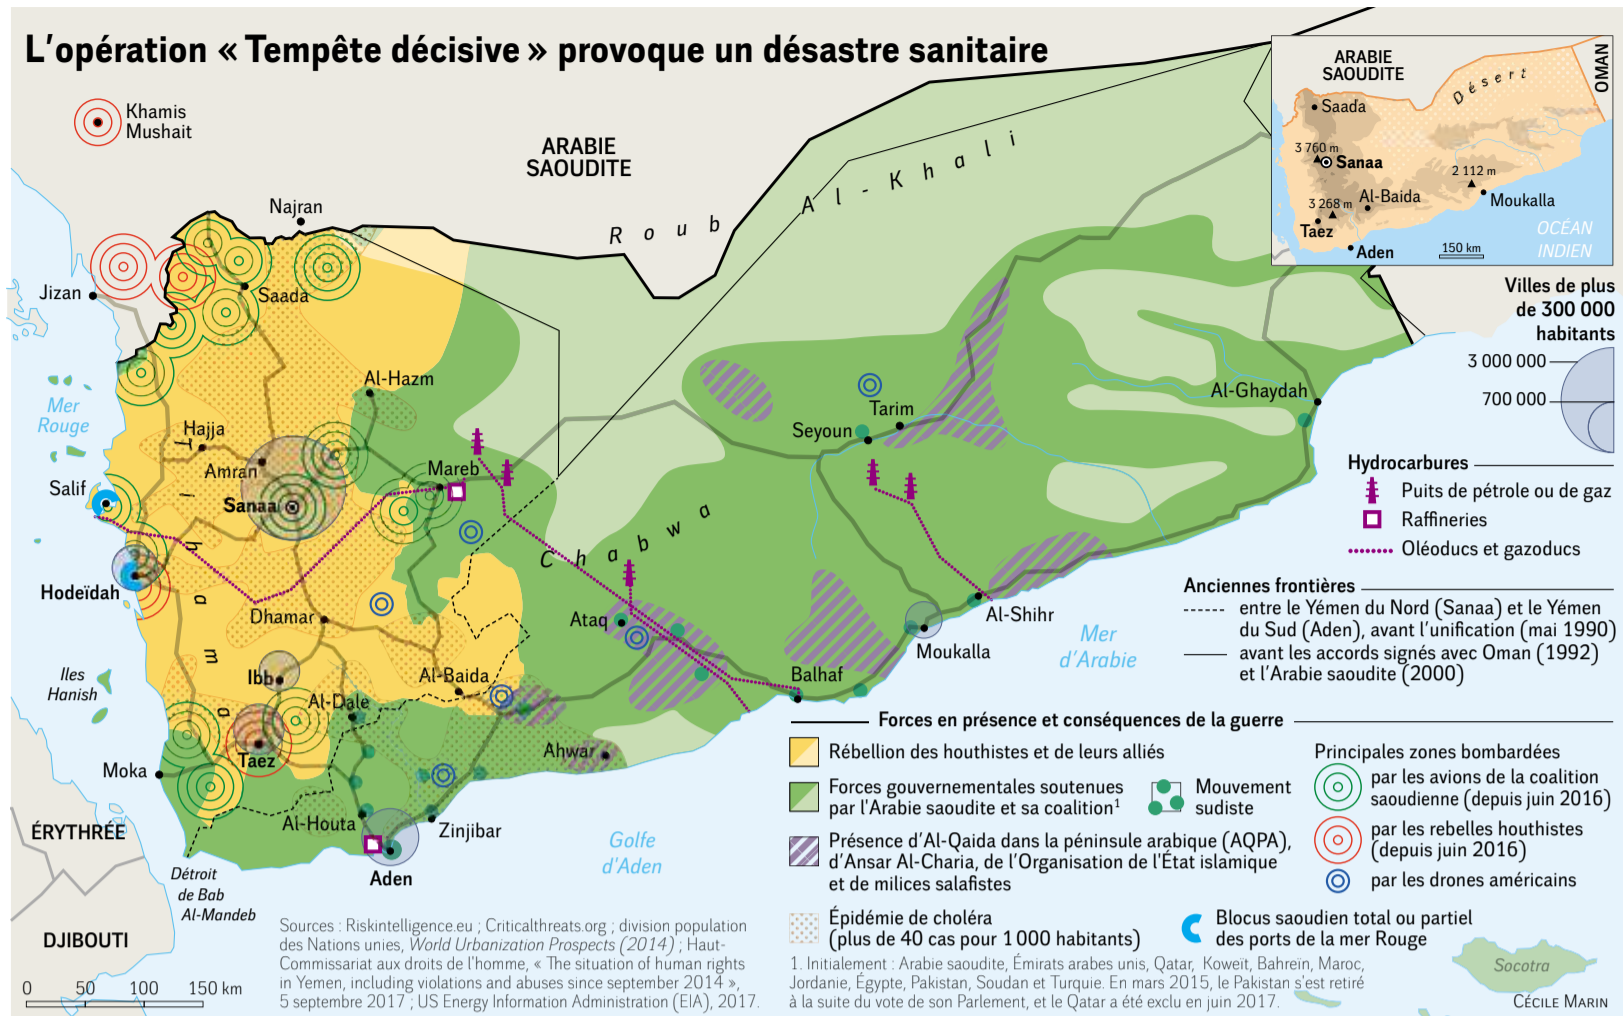 L'opération « Tempête décisive » provoque un désastre sanitaire
Khamis
Mushait
ARABIE
SAOUDITE
Roub Al-Khali
Najran
Jizan
Saada
Mer
Rouge
Al-Hazm
Hajja
Amran
Sanaa
Mareb
Salif
Hodeïdah
Tihama
Dhamar
Ibb
Al-Dale
Al-Baida
Iles
Hanish
Taez
Moka
Al-Houta
Zinjibar
Aden
Ahwar
Ataq
Chabwa
Seyoun
Tarim
Al-Ghaydah
Al-Shihr
Moukalla
Balhaf
Mer
d'Arabie
Golfe
d'Aden
ÉRYTHRÉE
DJIBOUTI
Détroit
de Bab
Al-Mandeb
0 50 100 150 km
ARABIE
SAOUDITE
OMAN
Désert
Saada
3 760 m
Sanaa
2 112 m
Al-Baida
Moukalla
3 268 m
Taez
Aden
OCÉAN
INDIEN
150 km
Villes de plus
de 300 000
habitants
3 000 000
700 000
Hydrocarbures
Puits de pétrole ou de gaz
Raffineries
Oléoducs et gazoducs
Anciennes frontières
entre le Yémen du Nord (Sanaa) et le Yémen
du Sud (Aden), avant l'unification (mai 1990)
avant les accords signés avec Oman (1992)
et l'Arabie saoudite (2000)
Forces en présence et conséquences de la guerre
Rébellion des houthistes et de leurs alliés
Forces gouvernementales soutenues
par l'Arabie saoudite et sa coalition¹
Mouvement
sudiste
Présence d'Al-Qaida dans la péninsule arabique (AQPA),
d'Ansar Al-Charia, de l'Organisation de l'État islamique
et de milices salafistes
Épidémie de choléra
(plus de 40 cas pour 1 000 habitants)
Principales zones bombardées
par les avions de la coalition
saoudienne (depuis juin 2016)
par les rebelles houthistes
(depuis juin 2016)
par les drones américains
Blocus saoudien total ou partiel
des ports de la mer Rouge
Sources : Riskintelligence.eu ; Criticalthreats.org ; division population
des Nations unies, World Urbanization Prospects (2014) ; Haut-
Commissariat aux droits de l'homme, « The situation of human rights
in Yemen, including violations and abuses since september 2014 »,
5 septembre 2017 ; US Energy Information Administration (EIA), 2017.
1. Initialement : Arabie saoudite, Émirats arabes unis, Qatar, Koweït, Bahreïn, Maroc,
Jordanie, Égypte, Pakistan, Soudan et Turquie. En mars 2015, le Pakistan s'est retiré
à la suite du vote de son Parlement, et le Qatar a été exclu en juin 2017.
Socotra
CÉCILE MARIN